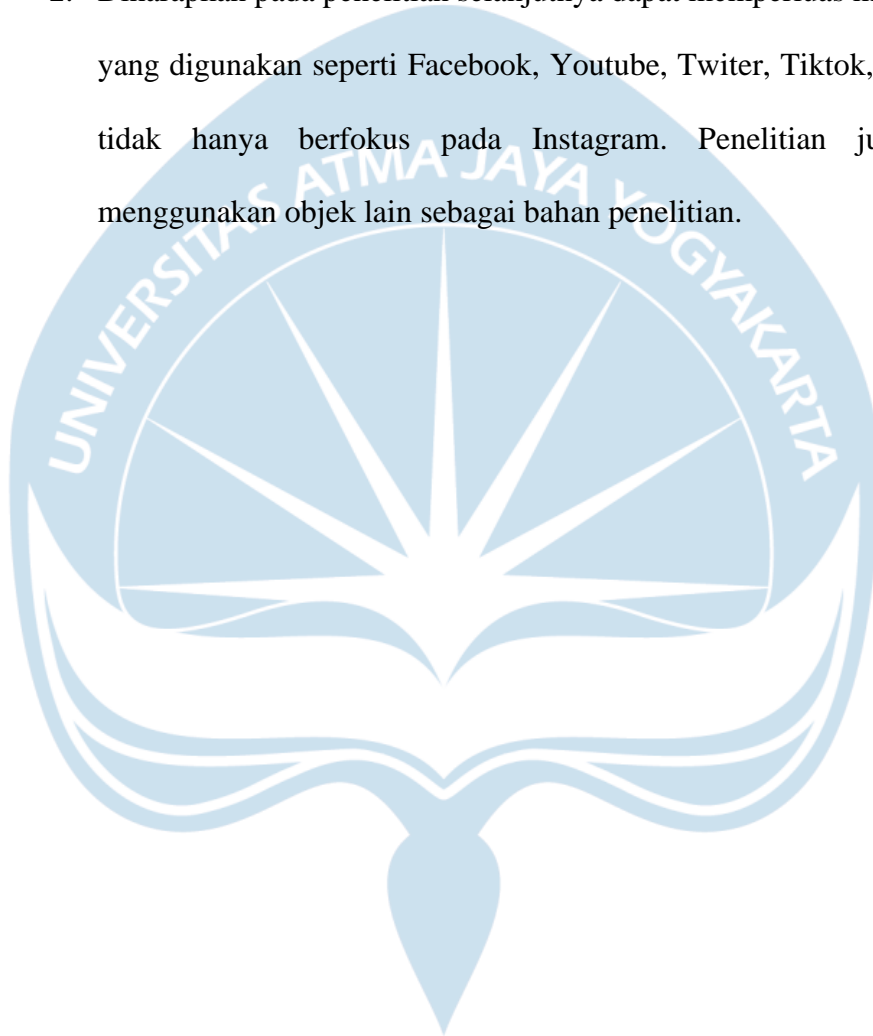 yang digunakan seperti Facebook, Youtube, Twiter, Tiktok,
tidak hanya berfokus pada Instagram. Penelitian
menggunakan objek lain sebagai bahan penelitian.
UNIVERSITAS ATMA JAYA YOGYAKARTA